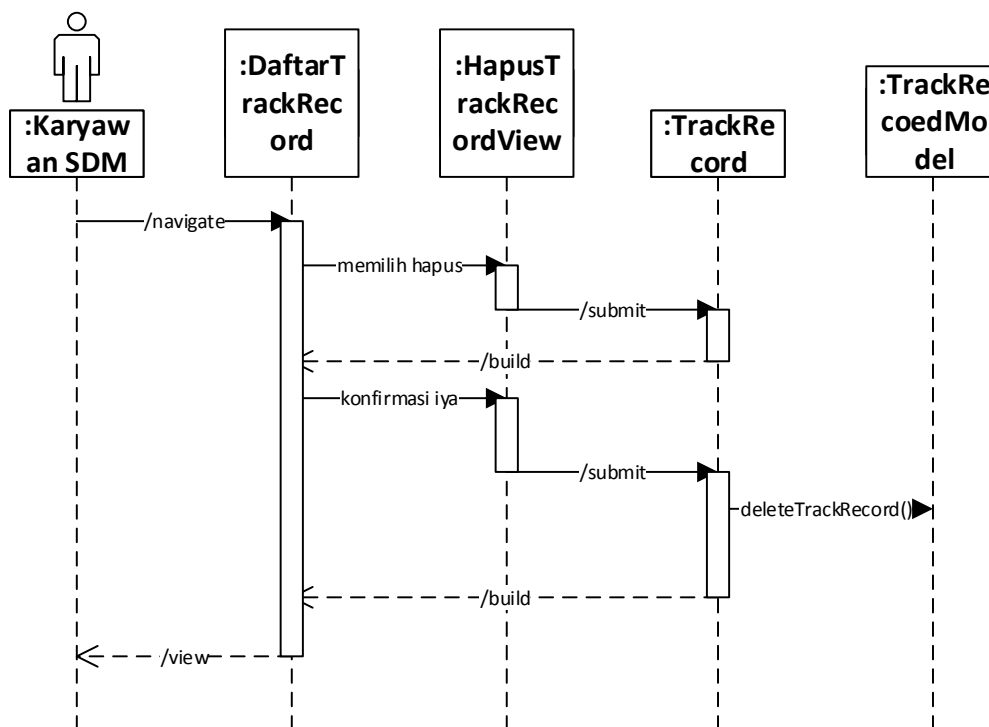 :Karyaw
an SDM
:DaftarT
rackRec
ord
:HapusT
rackRec
ordView
:TrackRe
cord
:TrackRe
coedMo
del
/navigate
memilih hapus
/submit
/build
konfirmasi iya
/submit
deleteTrackRecord()
/build
/view